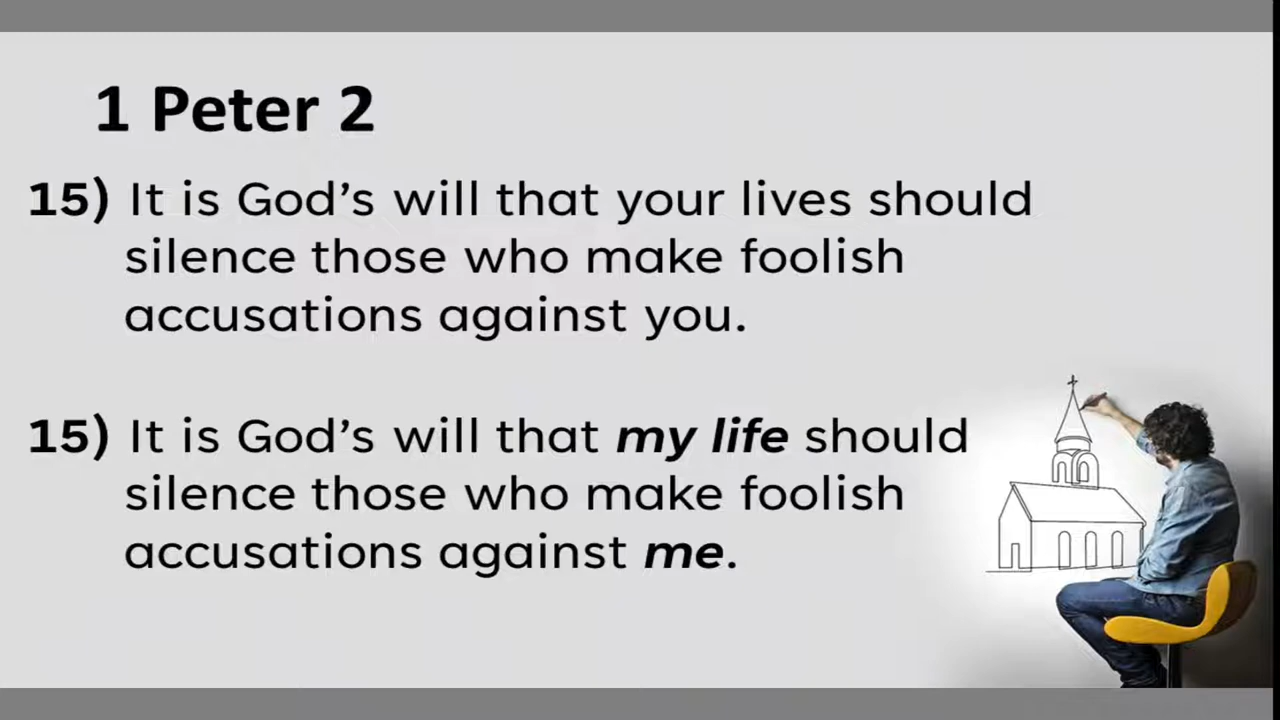 1 Peter 2
15) It is God's will that your lives should
silence those who make foolish
accusations against you.
15) It is God's will that my life should
silence those who make foolish
accusations against me.